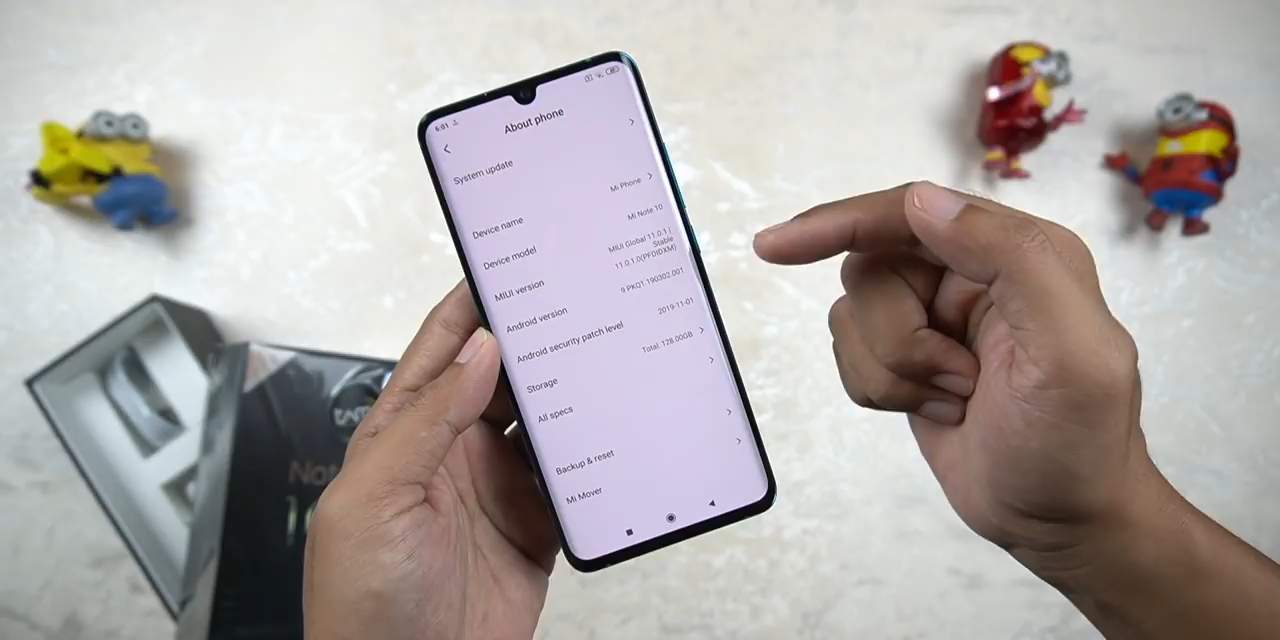 6:01
About phone
System update
Device name
Mi Phone
Device model
Mi Note 10
MIUI version
MIUI Global 11.0.1 |
Stable
11.0.1.0(PFDIDXM)
Android version
9 PKQ1.190302.001
Android security patch level
2019-11-01
Storage
Total: 128.00GB
All specs
Backup & reset
Mi Mover